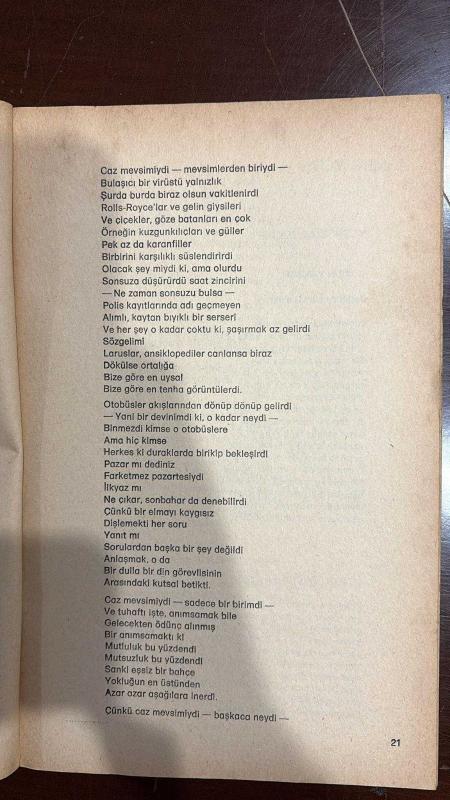 Caz mevsimiydi — mevsimlerden biriydi —
Bulaşıcı bir virüstü yalnızlık
Şurda burda biraz olsun vakitlenirdi
Rolls-Royce'lar ve gelin giysileri
Ve çiçekler, göze batanları en çok
Örneğin kuzgunkılıçları ve güller
Pek az da karanfiller
Birbirini karşılıklı süslendirirdi
Olacak şey miydi ki, ama olurdu
Sonsuza düşürürdü saat zincirini
— Ne zaman sonsuzu bulsa —
Polis kayıtlarında adı geçmeyen
Alımlı, kaytan bıyıklı bir serseri
Ve her şey o kadar çoktu ki, şaşırmak az gelirdi
Sözgelimi
Laruslar, ansiklopediler canlansa biraz
Dökülse ortalığa
Bize göre en uysal
Bize göre en tenha görüntülerdi.
Otobüsler akışlarından dönüp dönüp gelirdi
— Yani bir devinimdi ki, o kadar neydi —
Binmezdi kimse o otobüslere
Ama hiç kimse
Herkes ki duraklarda birikip bekleşirdi
Pazar mı dediniz
Farketmez pazartesiydi
İlkyaz mı
Ne çıkar, sonbahar da denebilirdi
Çünkü bir elmayı kaygısız
Dişlemekti her soru
Yanıt mı
Sorulardan başka bir şey değildi
Anlaşmak, o da
Bir dulla bir din görevlisinin
Arasındaki kutsal betikti.
Caz mevsimiydi — sadece bir birimdi —
Ve tuhaftı işte, anımsamak bile
Gelecekten ödünç alınmış
Bir anımsamaktı ki
Mutluluk bu yüzdendi
Mutsuzluk bu yüzdendi
Sanki eşsiz bir bahçe
Yokluğun en üstünden
Azar azar aşağılara inerdi.
Çünkü caz mevsimiydi — başkaca neydi —
21